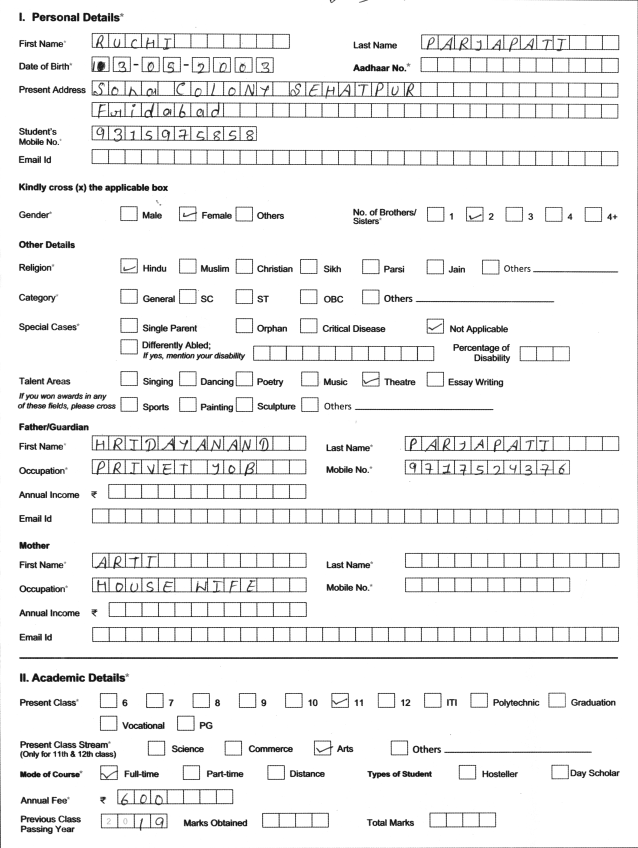 I. Personal Details*
First Name* RUCHI Last Name PARJAPATI
Date of Birth* 13-05-2003 Aadhaar No.*
Present Address Sona ColoNY SEHATPUR
Fridabad
Student's Mobile No.* 9315975858
Email Id
Kindly cross (x) the applicable box
Gender* Male Female Others No. of Brothers/ Sisters* 1 2 3 4 4+
Other Details
Religion* Hindu Muslim Christian Sikh Parsi Jain Others
Category* General SC ST OBC Others
Special Cases* Single Parent Orphan Critical Disease Not Applicable
Differently Abled; If yes, mention your disability Percentage of Disability
Talent Areas Singing Dancing Poetry Music Theatre Essay Writing
If you won awards in any of these fields, please cross Sports Painting Sculpture Others
Father/Guardian
First Name* HRIDAYANAND Last Name* PARJAPATI
Occupation* PRIVET JOB Mobile No.* 9717524376
Annual Income ₹
Email Id
Mother
First Name* ARTI Last Name*
Occupation* HOUSE WIFE Mobile No.*
Annual Income ₹
Email Id
II. Academic Details*
Present Class* 6 7 8 9 10 11 12 ITI Polytechnic Graduation
Vocational PG
Present Class Stream* (Only for 11th & 12th class) Science Commerce Arts Others
Mode of Course* Full-time Part-time Distance Types of Student Hosteller Day Scholar
Annual Fee* ₹ 600
Previous Class Passing Year 2019 Marks Obtained Total Marks